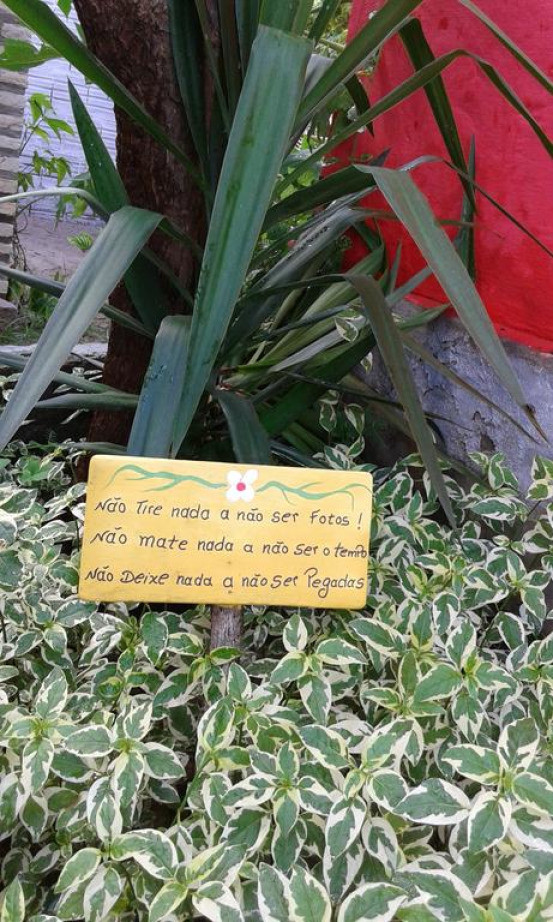 Não Tire nada a não ser Fotos !
Não mate nada a não ser o tempo
Não Deixe nada a não ser Pegadas